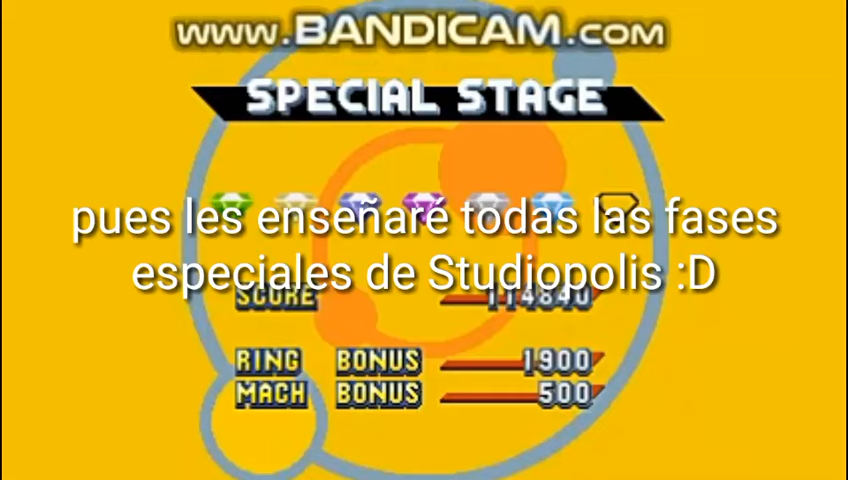 www.BANDICAM.com
SPECIAL STAGE
pues les enseñaré todas las fases
especiales de Studiopolis :D
SCORE 114840
RING BONUS 1900
MACH BONUS 500